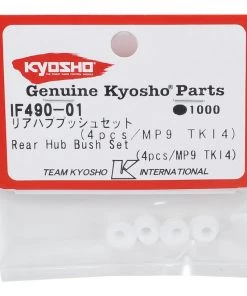 KYOSHO
Genuine Kyosho Parts
IF490-01 ●1000
リアハブブッシュセット
(4pcs/MP9 TKI4)
Rear Hub Bush Set
(4pcs/MP9 TKI4)
TEAM KYOSHO K INTERNATIONAL